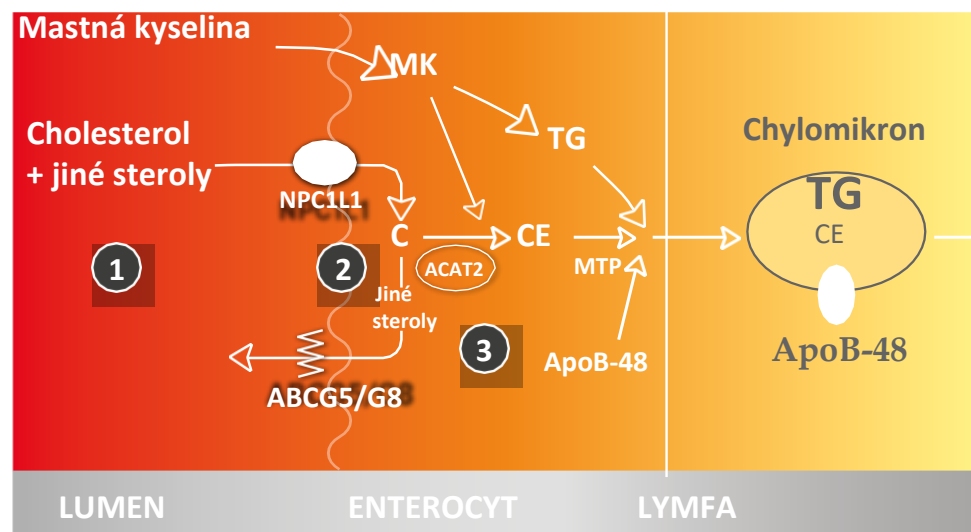 Mastná kyselina
MK
TG
Cholesterol
+ jiné steroly
NPC1L1
Chylomikron
TG
CE
C
CE
ACAT2
MTP
1
2
3
Jiné
steroly
ApoB-48
ApoB-48
ABCG5/G8
LUMEN
ENTEROCYT
LYMFA